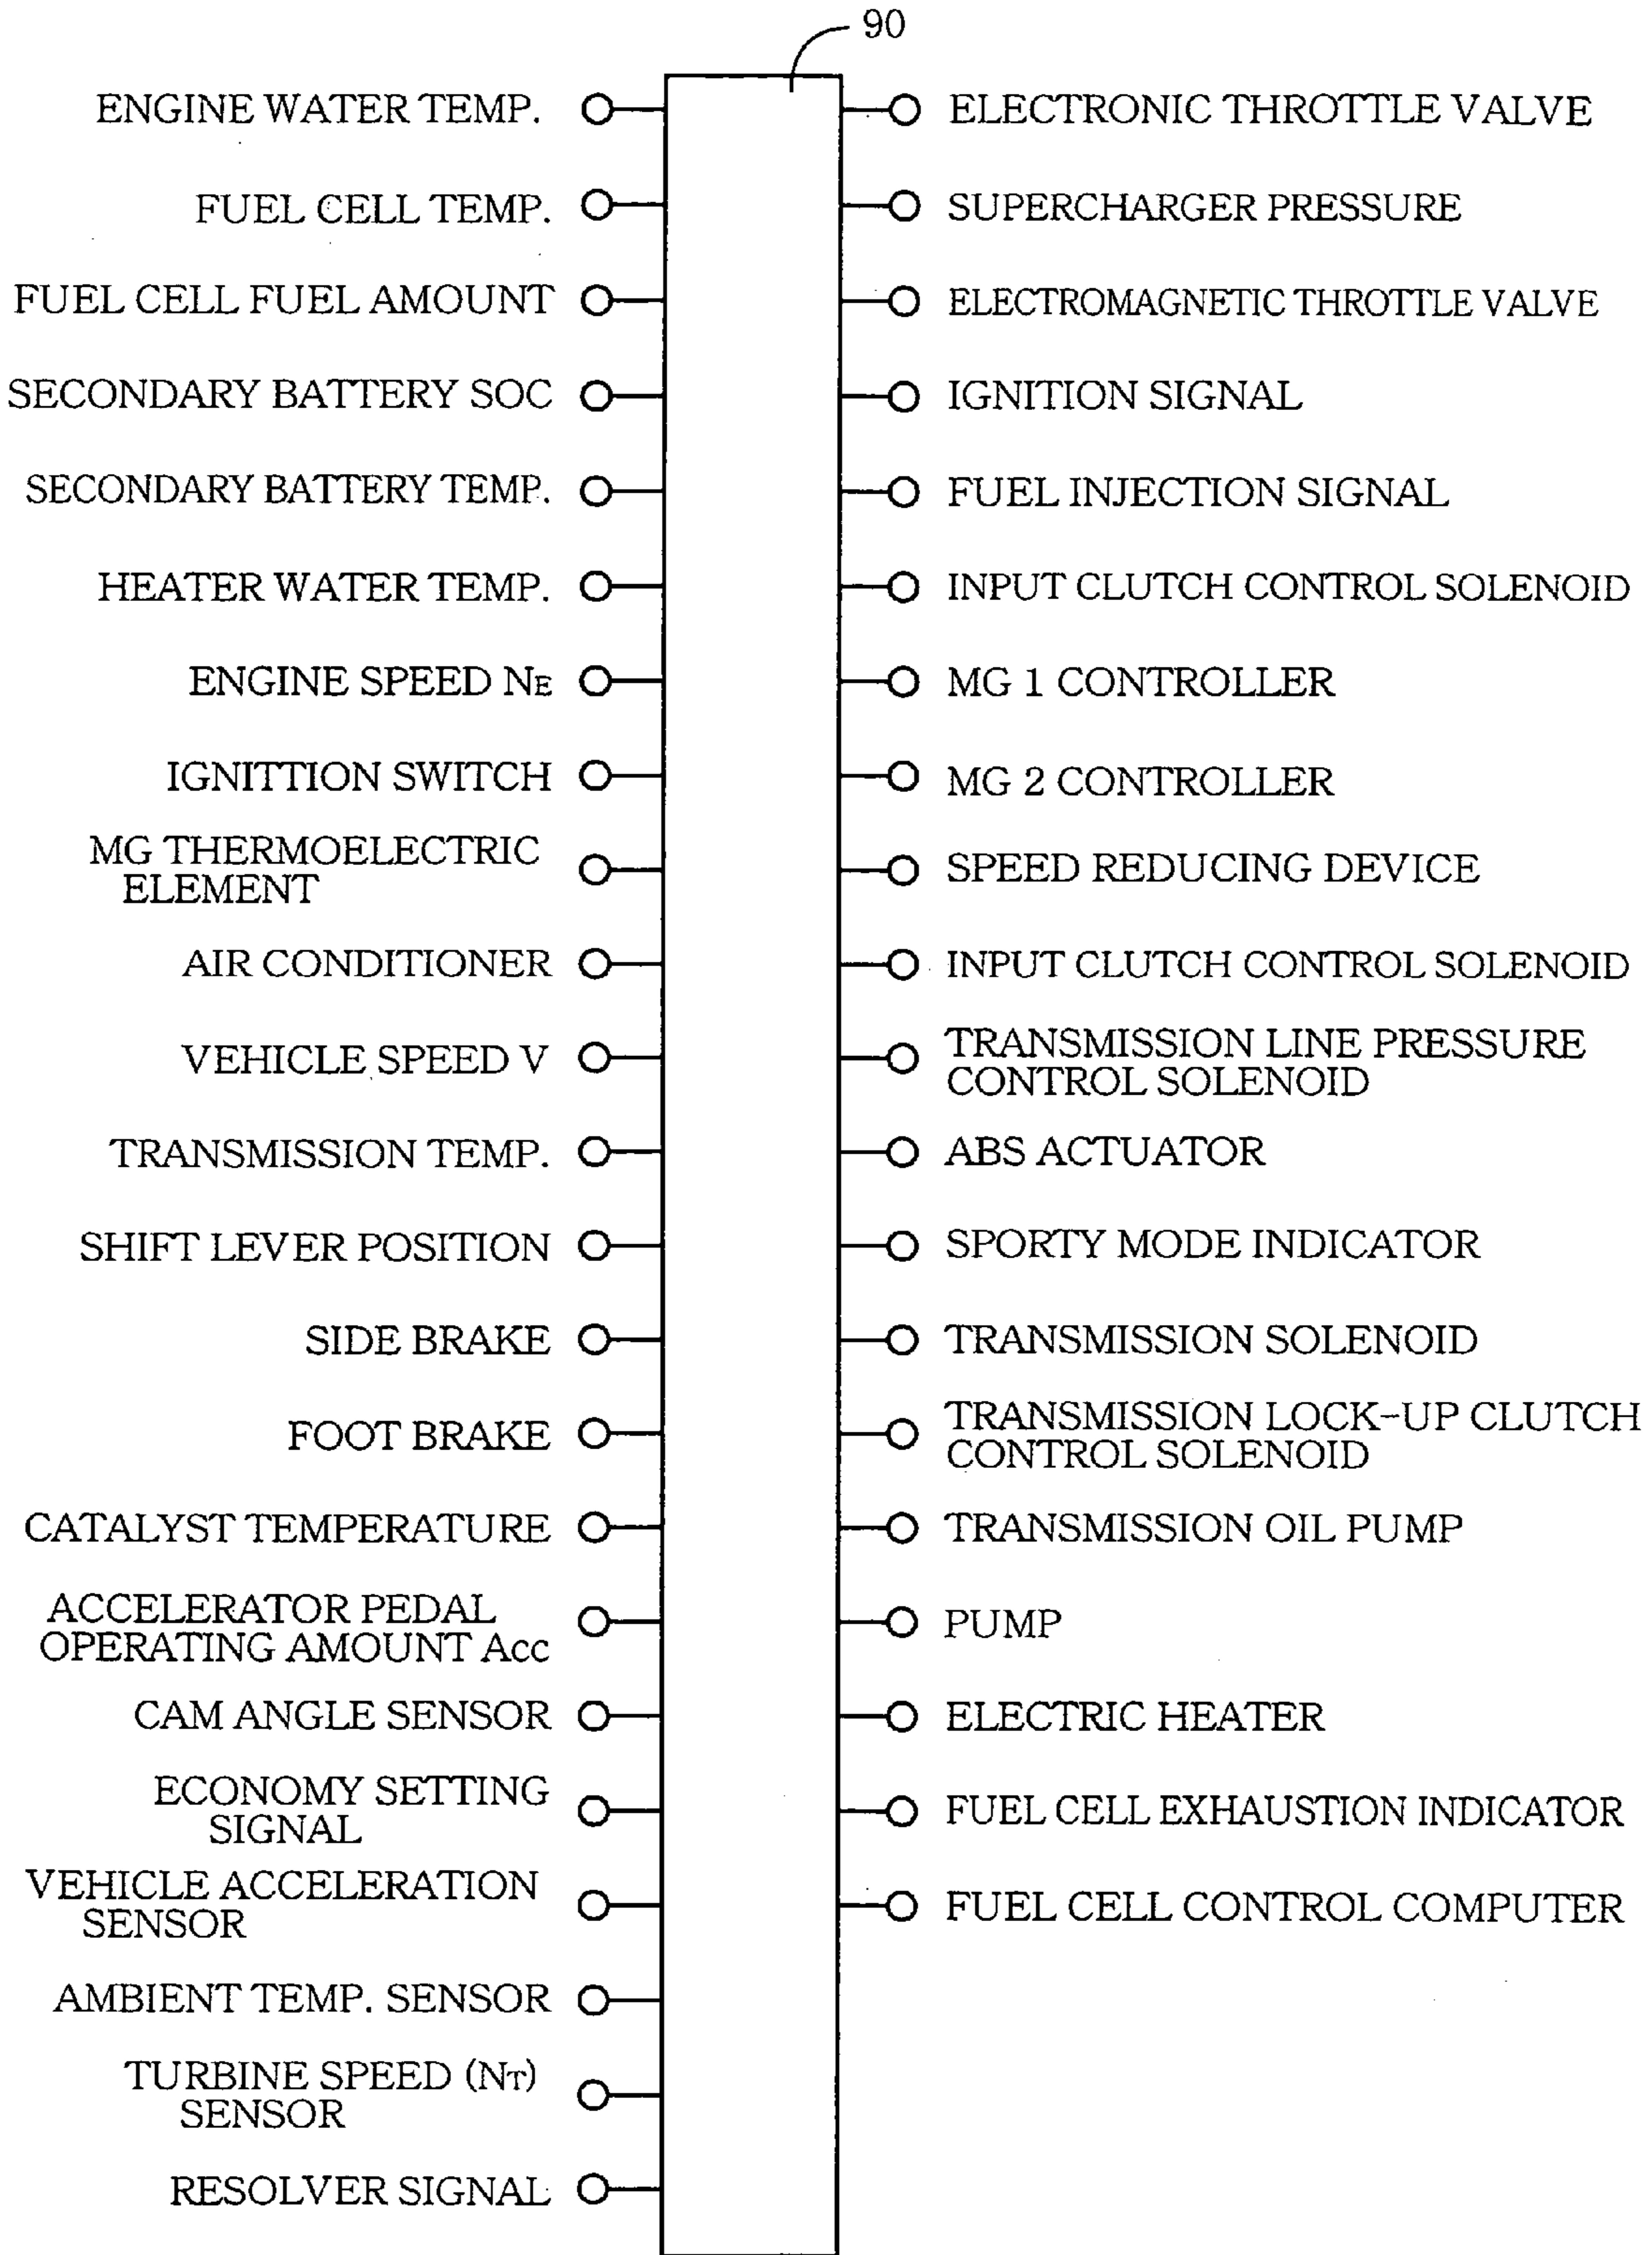 90
ENGINE WATER TEMP.
FUEL CELL TEMP.
FUEL CELL FUEL AMOUNT
SECONDARY BATTERY SOC
SECONDARY BATTERY TEMP.
HEATER WATER TEMP.
ENGINE SPEED NE
IGNITTION SWITCH
MG THERMOELECTRIC
ELEMENT
AIR CONDITIONER
VEHICLE SPEED V
TRANSMISSION TEMP.
SHIFT LEVER POSITION
SIDE BRAKE
FOOT BRAKE
CATALYST TEMPERATURE
ACCELERATOR PEDAL
OPERATING AMOUNT Acc
CAM ANGLE SENSOR
ECONOMY SETTING
SIGNAL
VEHICLE ACCELERATION
SENSOR
AMBIENT TEMP. SENSOR
TURBINE SPEED (NT)
SENSOR
RESOLVER SIGNAL
ELECTRONIC THROTTLE VALVE
SUPERCHARGER PRESSURE
ELECTROMAGNETIC THROTTLE VALVE
IGNITION SIGNAL
FUEL INJECTION SIGNAL
INPUT CLUTCH CONTROL SOLENOID
MG 1 CONTROLLER
MG 2 CONTROLLER
SPEED REDUCING DEVICE
INPUT CLUTCH CONTROL SOLENOID
TRANSMISSION LINE PRESSURE
CONTROL SOLENOID
ABS ACTUATOR
SPORTY MODE INDICATOR
TRANSMISSION SOLENOID
TRANSMISSION LOCK-UP CLUTCH
CONTROL SOLENOID
TRANSMISSION OIL PUMP
PUMP
ELECTRIC HEATER
FUEL CELL EXHAUSTION INDICATOR
FUEL CELL CONTROL COMPUTER